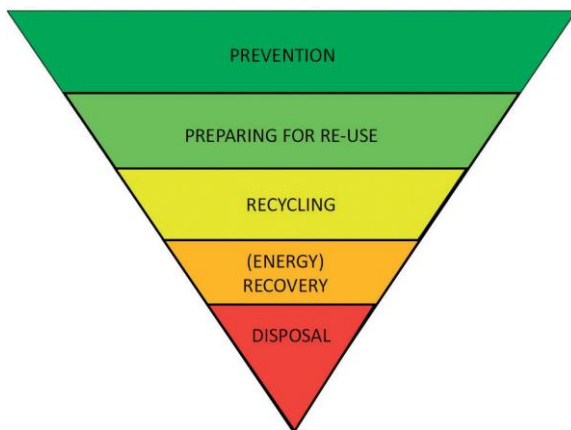 PREVENTION
PREPARING FOR RE-USE
RECYCLING
(ENERGY)
RECOVERY
DISPOSAL